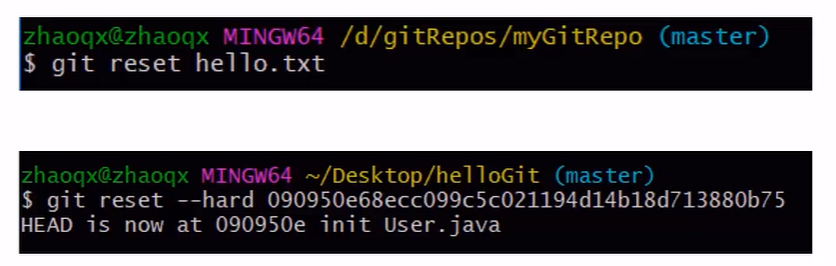 zhaoqx@zhaoqx MINGW64 /d/gitRepos/myGitRepo (master)
$ git reset hello.txt
zhaoqx@zhaoqx MINGW64 ~/Desktop/helloGit (master)
$ git reset --hard 090950e68ecc099c5c021194d14b18d713880b75
HEAD is now at 090950e init User.java